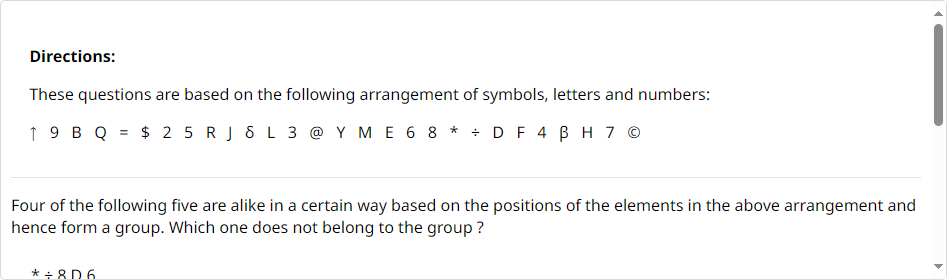 Directions:
These questions are based on the following arrangement of symbols, letters and numbers:
↑ 9 B Q = $ 2 5 R J δ L 3 @ Y M E 6 8 * ÷ D F 4 β H 7 ©
Four of the following five are alike in a certain way based on the positions of the elements in the above arrangement and
hence form a group. Which one does not belong to the group ?
* ÷ 8 D 6